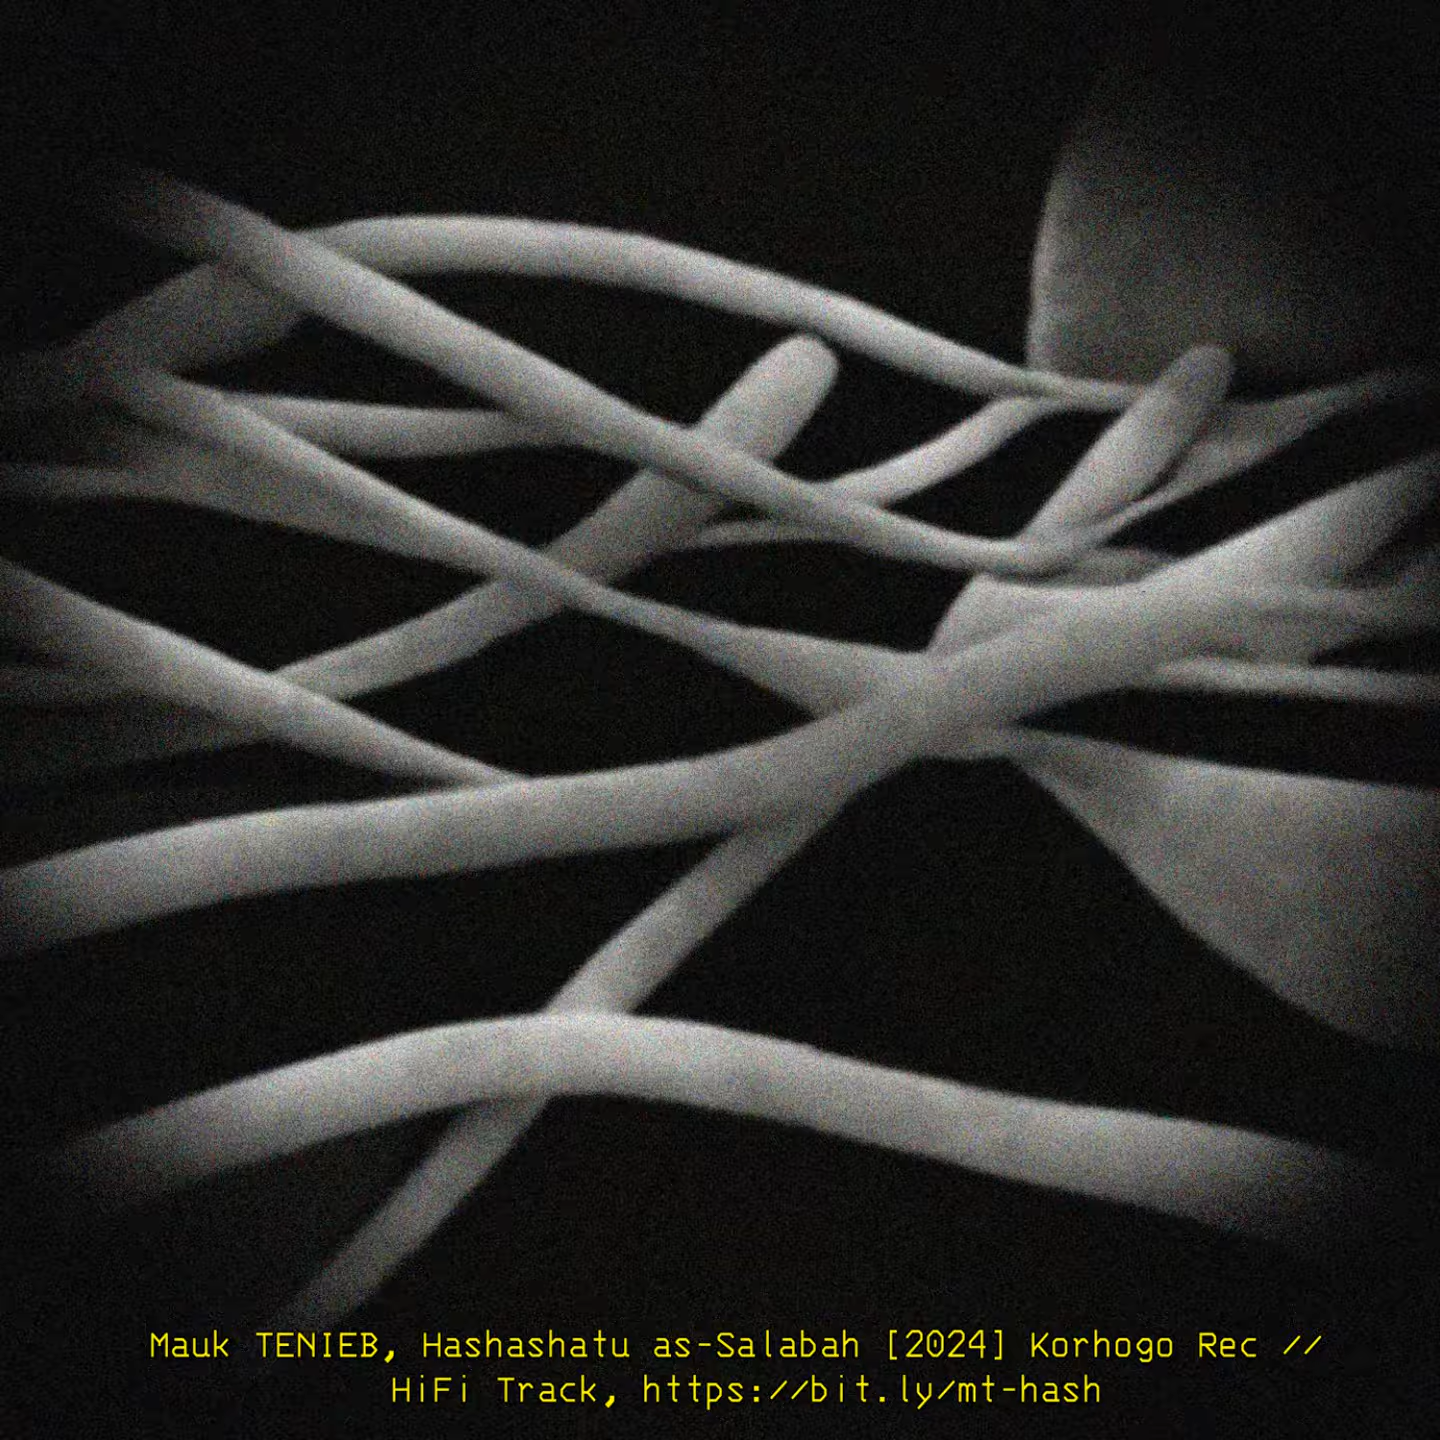 Mauk TENIEB, Hashashatu as-Salabah [2024] Korhogo Rec //
HiFi Track, https://bit.ly/mt-hash